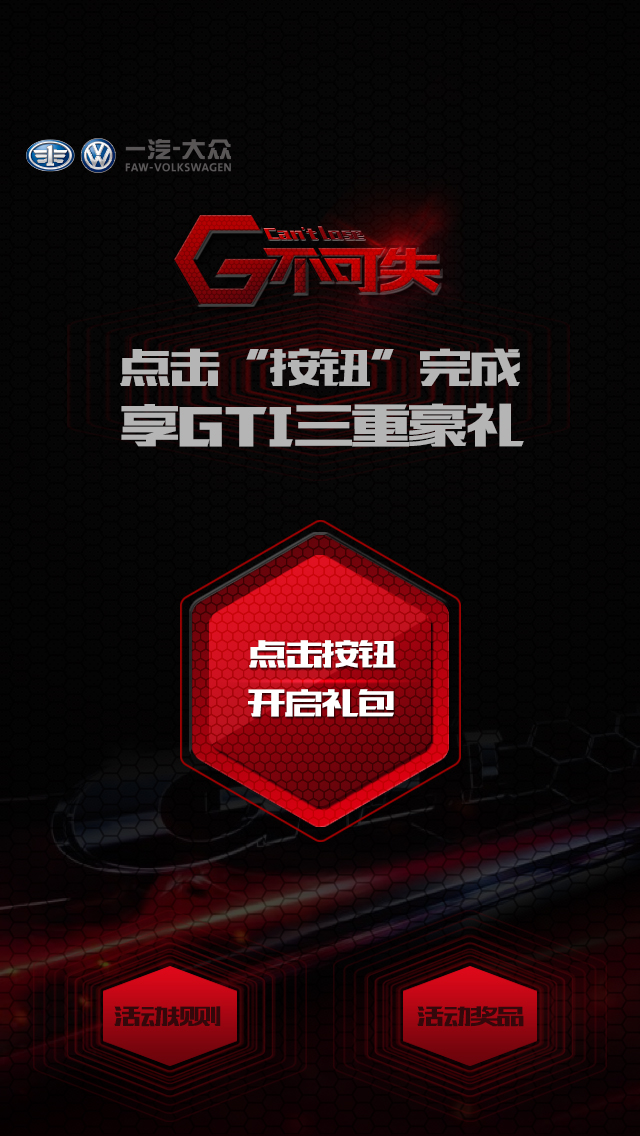 一汽-大众
FAW-VOLKSWAGEN
Can't lose
G不可失
点击“按钮”完成
享GTI三重豪礼
点击按钮
开启礼包
活动规则
活动奖品